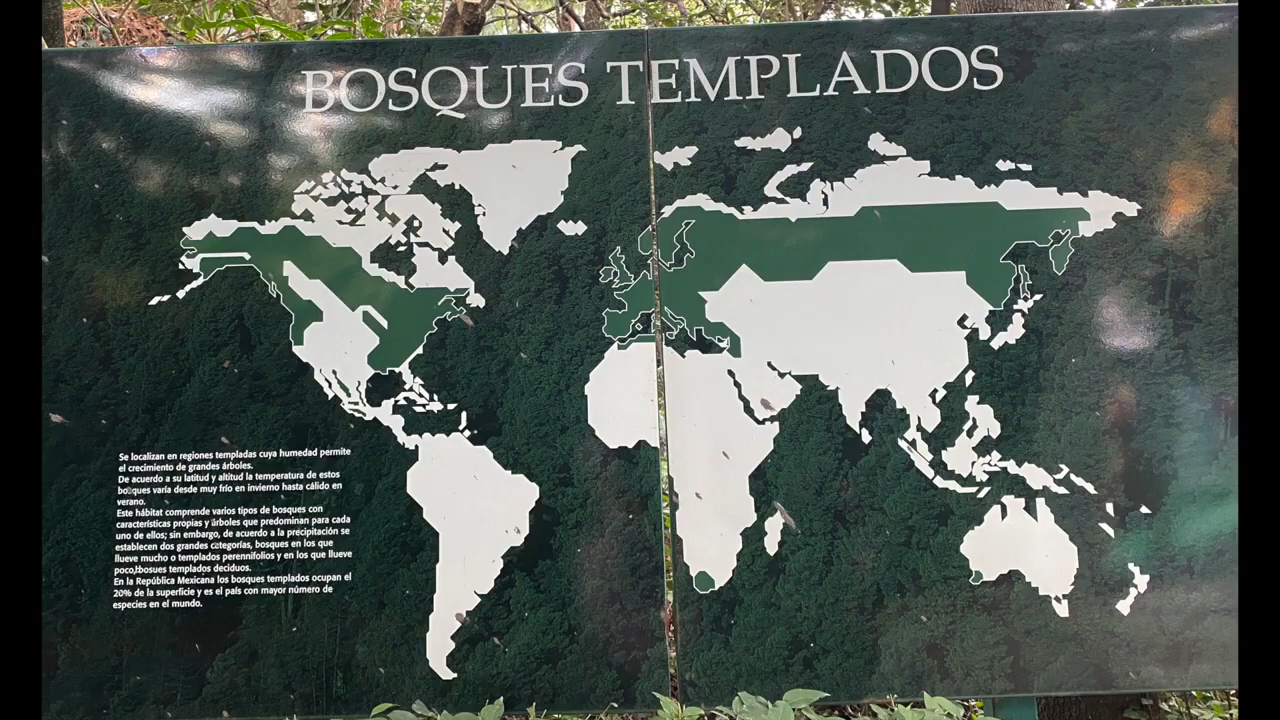 BOSQUES TEMPLADOS
Se localizan en regiones templadas cuya humedad permite
el crecimiento de grandes árboles.
De acuerdo a su latitud y altitud la temperatura de estos
bosques varía desde muy frío en invierno hasta cálido en
verano.
Este hábitat comprende varios tipos de bosques con
características propias y árboles que predominan para cada
uno de ellos; sin embargo, de acuerdo a la precipitación se
establecen dos grandes categorías, bosques en los que
llueve mucho o templados perennifolios y en los que llueve
poco,bosques templados deciduos.
En la República Mexicana los bosques templados ocupan el
20% de la superficie y es el país con mayor número de
especies en el mundo.